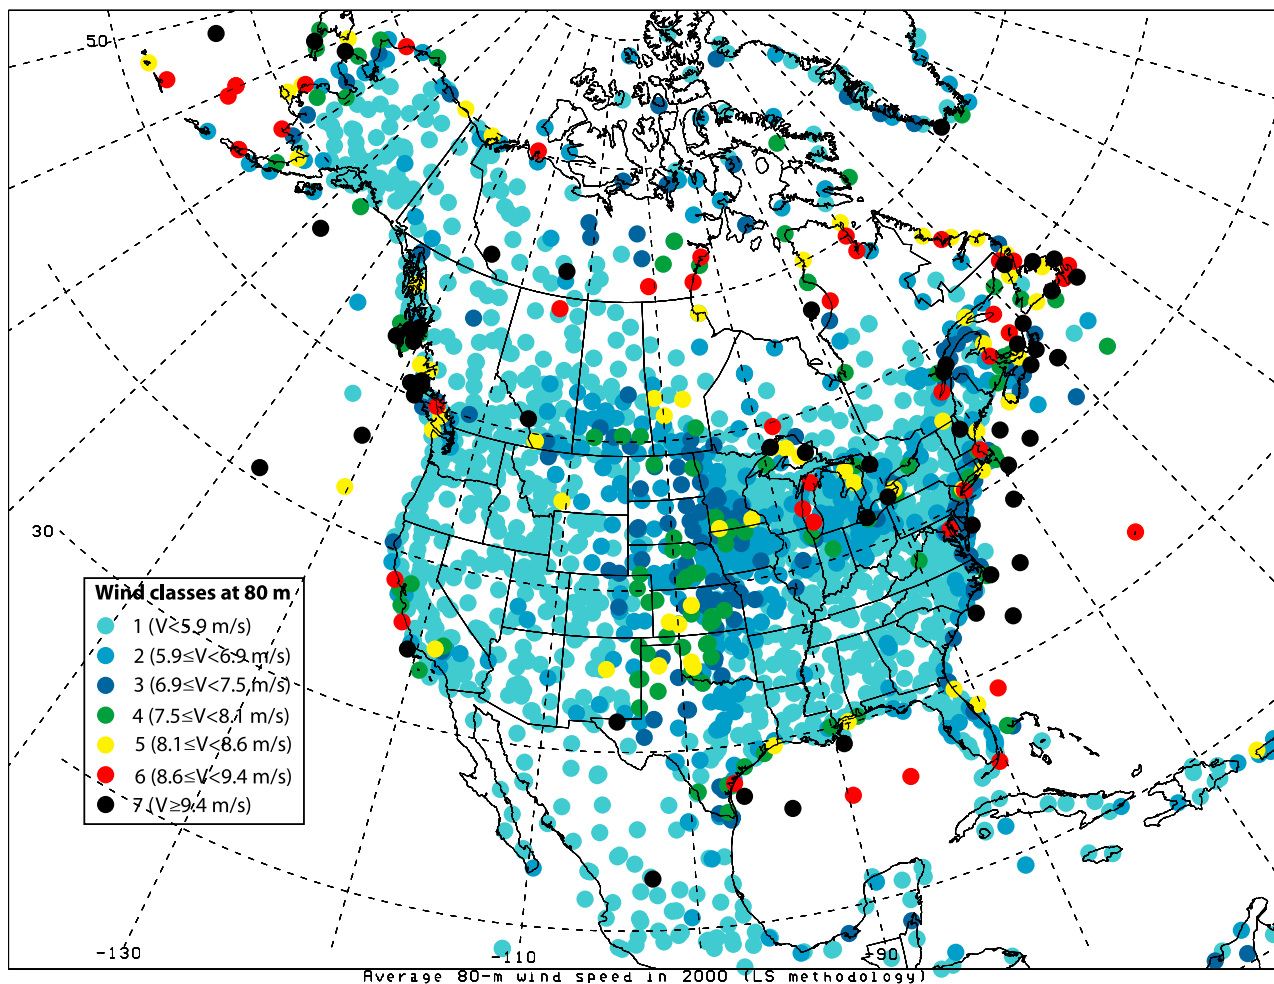 50
30
Wind classes at 80 m
1 (V<5.9 m/s)
2 (5.9≤V<6.9 m/s)
3 (6.9≤V<7.5 m/s)
4 (7.5≤V<8.1 m/s)
5 (8.1≤V<8.6 m/s)
6 (8.6≤V<9.4 m/s)
7 (V≥9.4 m/s)
-130
-110
-90
Average 80-m wind speed in 2000 (LS methodology)